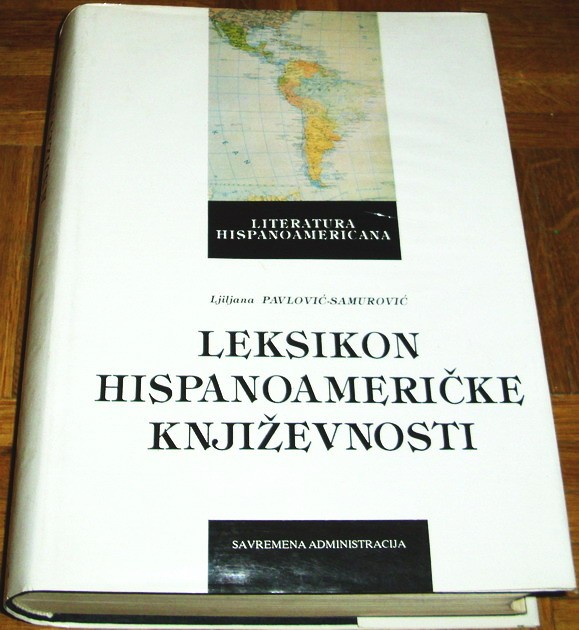 LITERATURA
HISPANOAMERICANA
Ljiljana PAVLOVIĆ-SAMUROVIĆ
LEKSIKON
HISPANOAMERIČKE
KNJIŽEVNOSTI
SAVREMENA ADMINISTRACIJA